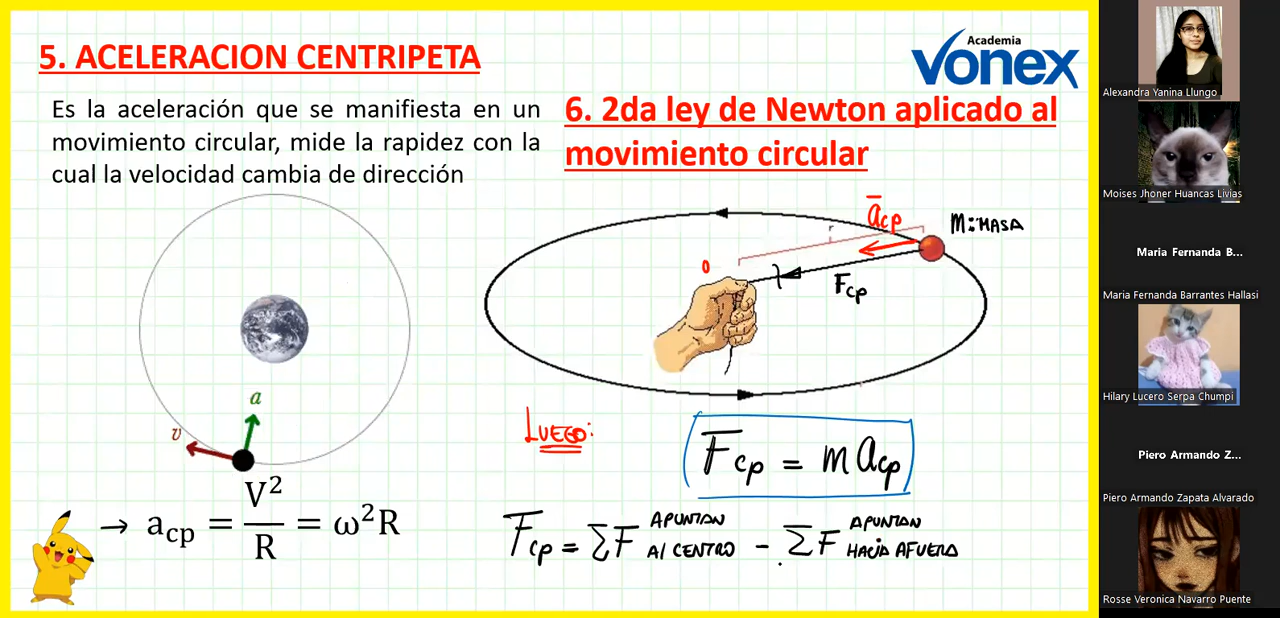 5. ACELERACION CENTRIPETA
Es la aceleración que se manifiesta en un
movimiento circular, mide la rapidez con la
cual la velocidad cambia de dirección
a
v
→ a_cp = V²/R = ω²R
Academia
Vonex
6. 2da ley de Newton aplicado al
movimiento circular
a̅cp
m: MASA
o
Fcp
LUEGO:
Fcp = m acp
Fcp = ΣF APUNTAN Al CENTRO - ΣF APUNTAN HACIA AFUERA
Alexandra Yanina Llungo
Moises Jhoner Huancas Livias
Maria Fernanda B...
Maria Fernanda Barrantes Hallasi
Hilary Lucero Serpa Chumpi
Piero Armando Z...
Piero Armando Zapata Alvarado
Rosse Veronica Navarro Puente